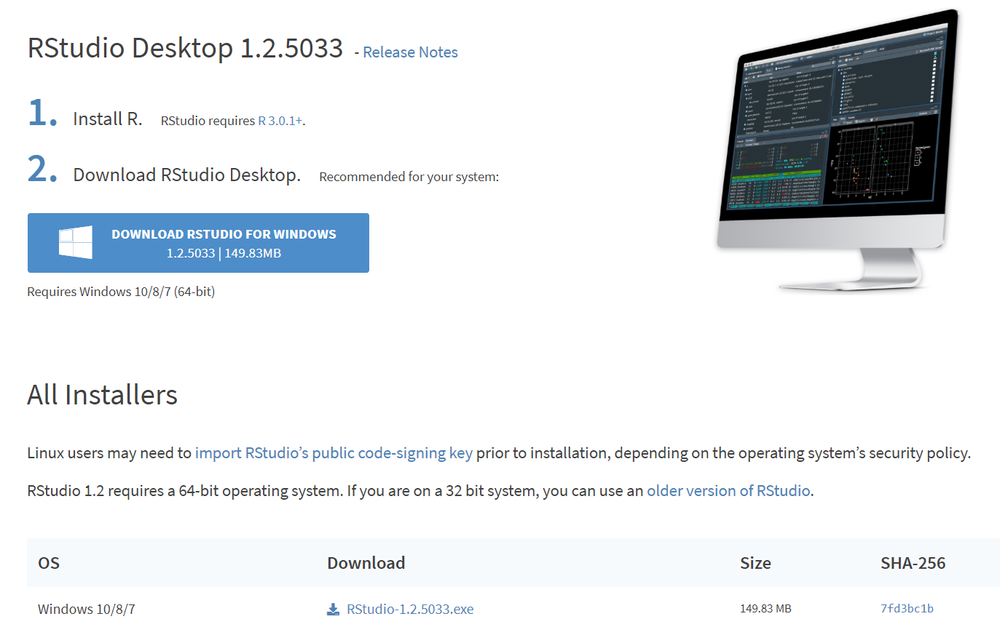 RStudio Desktop 1.2.5033 - Release Notes
1. Install R. RStudio requires R 3.0.1+.
2. Download RStudio Desktop. Recommended for your system:
DOWNLOAD RSTUDIO FOR WINDOWS
1.2.5033 | 149.83MB
Requires Windows 10/8/7 (64-bit)
All Installers
Linux users may need to import RStudio’s public code-signing key prior to installation, depending on the operating system’s security policy.
RStudio 1.2 requires a 64-bit operating system. If you are on a 32 bit system, you can use an older version of RStudio.
OS Download Size SHA-256
Windows 10/8/7 RStudio-1.2.5033.exe 149.83 MB 7fd3bc1b